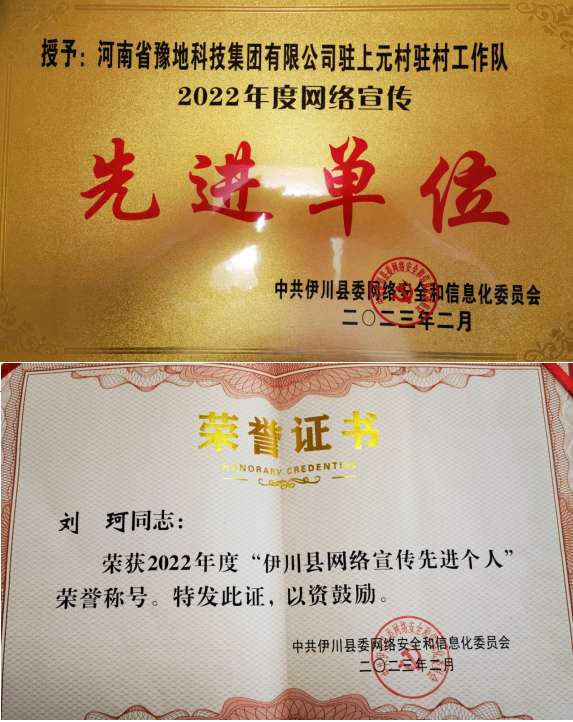 授予：河南省豫地科技集团有限公司驻上元村驻村工作队
2022年度网络宣传
先进单位
中共伊川县委网络安全和信息化委员会
二〇二三年二月
荣誉证书
HONORARY CREDENTIAL
刘 珂同志：
荣获2022年度“伊川县网络宣传先进个人”
荣誉称号。特发此证，以资鼓励。
中共伊川县委网络安全和信息化委员会
二〇二三年二月